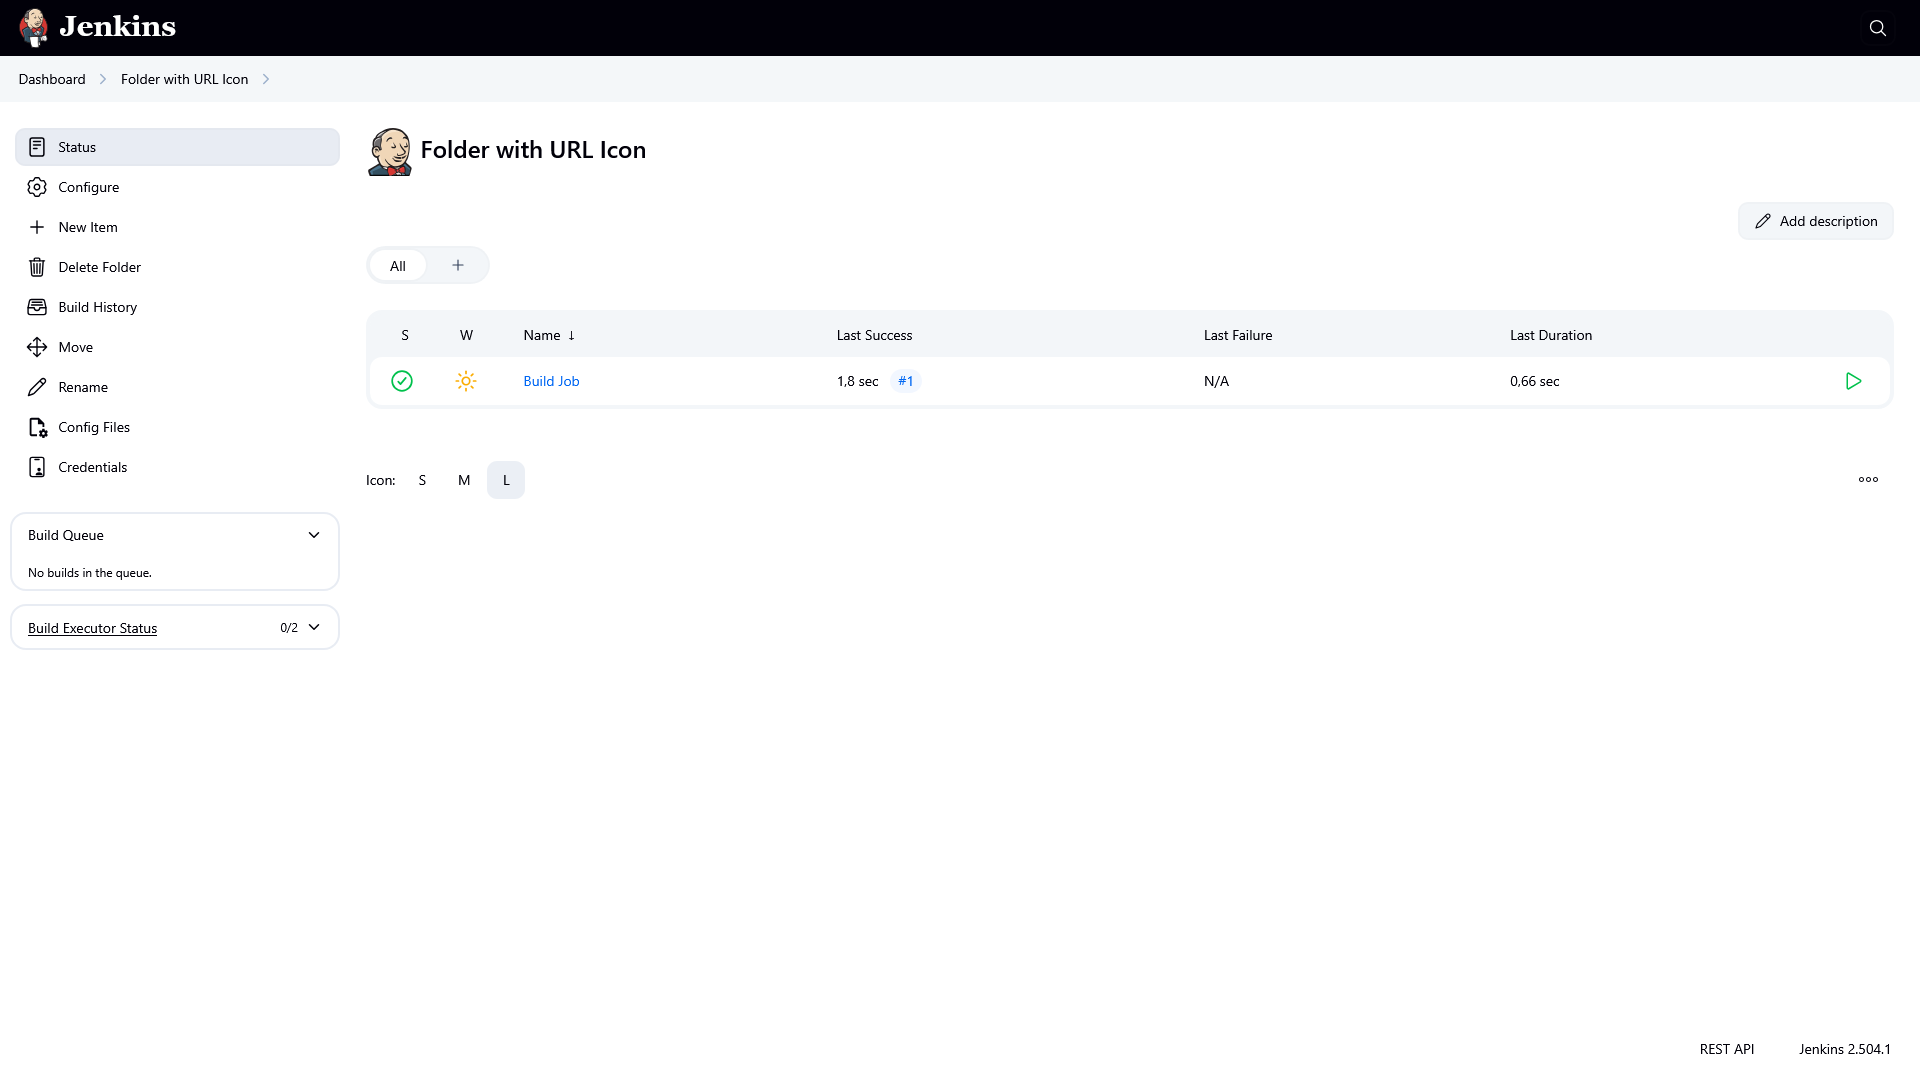 Jenkins
Dashboard
Folder with URL Icon
Status
Configure
New Item
Delete Folder
Build History
Move
Rename
Config Files
Credentials
Build Queue
No builds in the queue.
Build Executor Status 0/2
Folder with URL Icon
Add description
All
S W Name ↓ Last Success Last Failure Last Duration
Build Job 1,8 sec #1 N/A 0,66 sec
Icon: S M L
REST API Jenkins 2.504.1